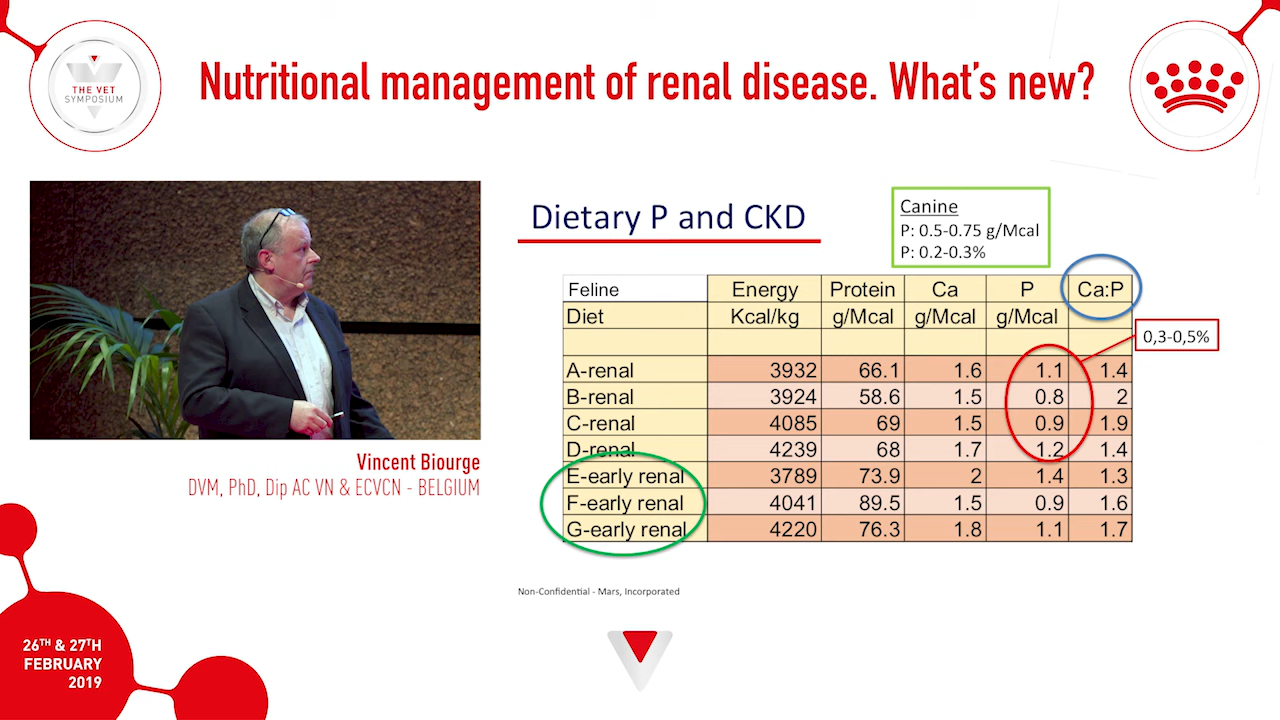 Nutritional management of renal disease. What's new?
THE VET
SYMPOSIUM
Vincent Biourge
DVM, PhD, Dip AC VN & ECVCN - BELGIUM
Dietary P and CKD
Canine
P: 0.5-0.75 g/Mcal
P: 0.2-0.3%
Feline Energy Protein Ca P Ca:P
Diet Kcal/kg g/Mcal g/Mcal g/Mcal
0,3-0,5%
A-renal 3932 66.1 1.6 1.1 1.4
B-renal 3924 58.6 1.5 0.8 2
C-renal 4085 69 1.5 0.9 1.9
D-renal 4239 68 1.7 1.2 1.4
E-early renal 3789 73.9 2 1.4 1.3
F-early renal 4041 89.5 1.5 0.9 1.6
G-early renal 4220 76.3 1.8 1.1 1.7
Non-Confidential - Mars, Incorporated
26TH & 27TH
FEBRUARY
2019